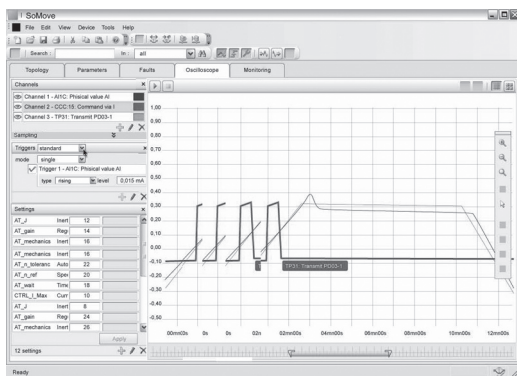 SoMove
File Edit View Device Tools Help
Search: In: all
Topology Parameters Faults Oscilloscope Monitoring
Channels
Channel 1 - AI1C: Phisical value AI
Channel 2 - CCC:15: Command via I
Channel 3 - TP31: Transmit PD03-1
Sampling
Triggers standard
mode single
Trigger 1 - AI1C: Phisical value AI
type rising level 0.015 mA
Settings
AT_J Inert 12
AT_gain Regi 14
AT_mechanics Inert 16
AT_mechanics Inert 16
AT_n_toleranc Auto 22
AT_n_ref Spee 20
AT_wait Time 18
CTRL_I_Max Curr 10
AT_J Inert 8
AT_gain Regi 24
AT_mechanics Inert 26
Apply
12 settings
1,00
0,80
0,80
0,70
0,60
0,50
0,40
0,30
0,20
0,10
0,00
-0,10
-0,20
-0,30
-0,40
-0,50
TP31: Transmit PD03-1
00mn00s 0s 0s 02n 02mn00s 04mn00s 06mn00s 08mn00s 10mn00s 12mn00s
Ready